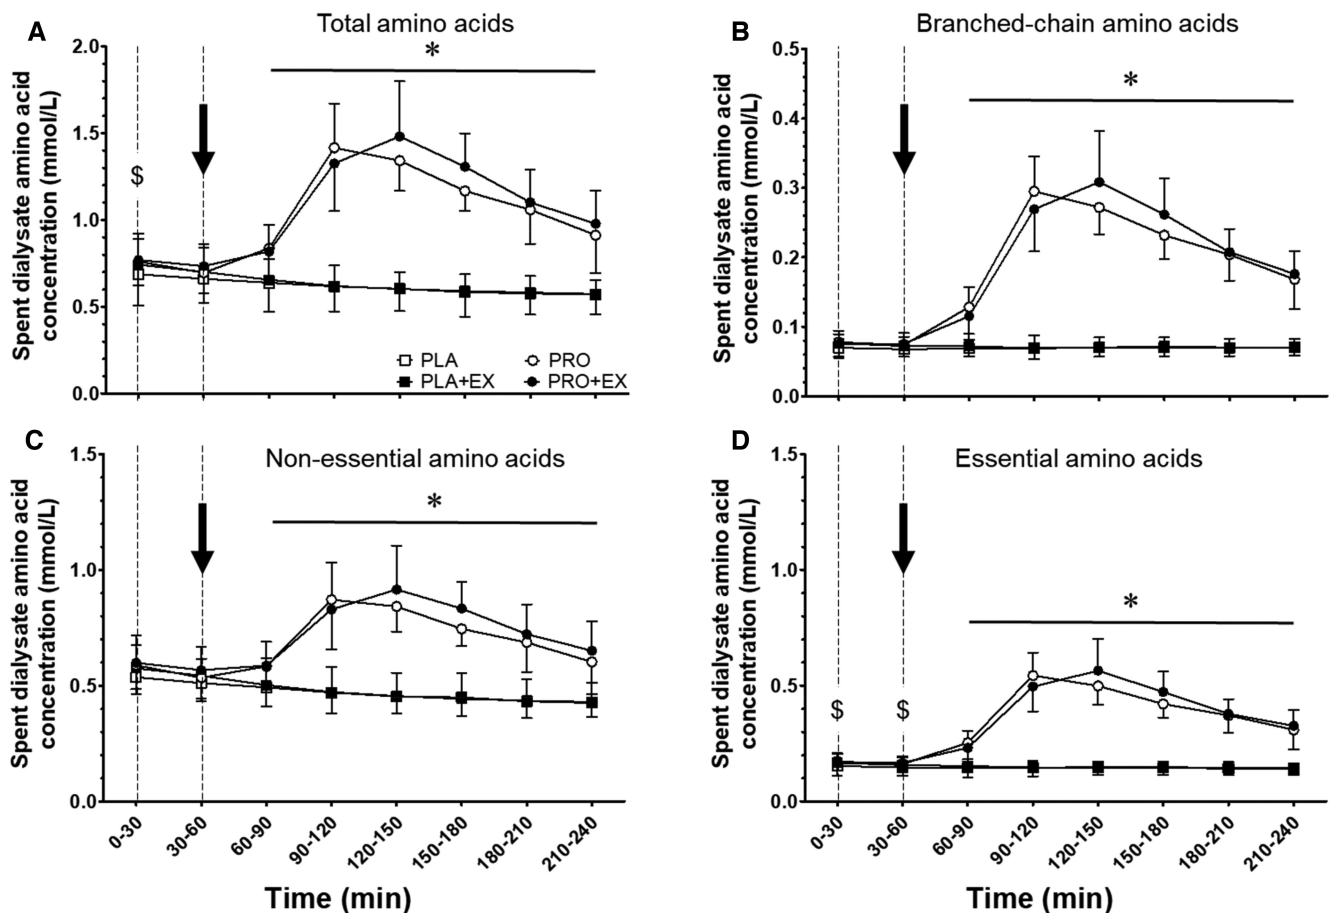 A
Total amino acids
*
2.0
1.5
1.0
0.5
0.0
Spent dialysate amino acid
concentration (mmol/L)
$
PLA
PRO
PLA+EX
PRO+EX
B
Branched-chain amino acids
*
0.5
0.4
0.3
0.2
0.1
0.0
Spent dialysate amino acid
concentration (mmol/L)
C
Non-essential amino acids
*
1.5
1.0
0.5
0.0
Spent dialysate amino acid
concentration (mmol/L)
0-30
30-60
60-90
90-120
120-150
150-180
180-210
210-240
Time (min)
D
Essential amino acids
*
1.5
1.0
0.5
0.0
Spent dialysate amino acid
concentration (mmol/L)
$ $
0-30
30-60
60-90
90-120
120-150
150-180
180-210
210-240
Time (min)